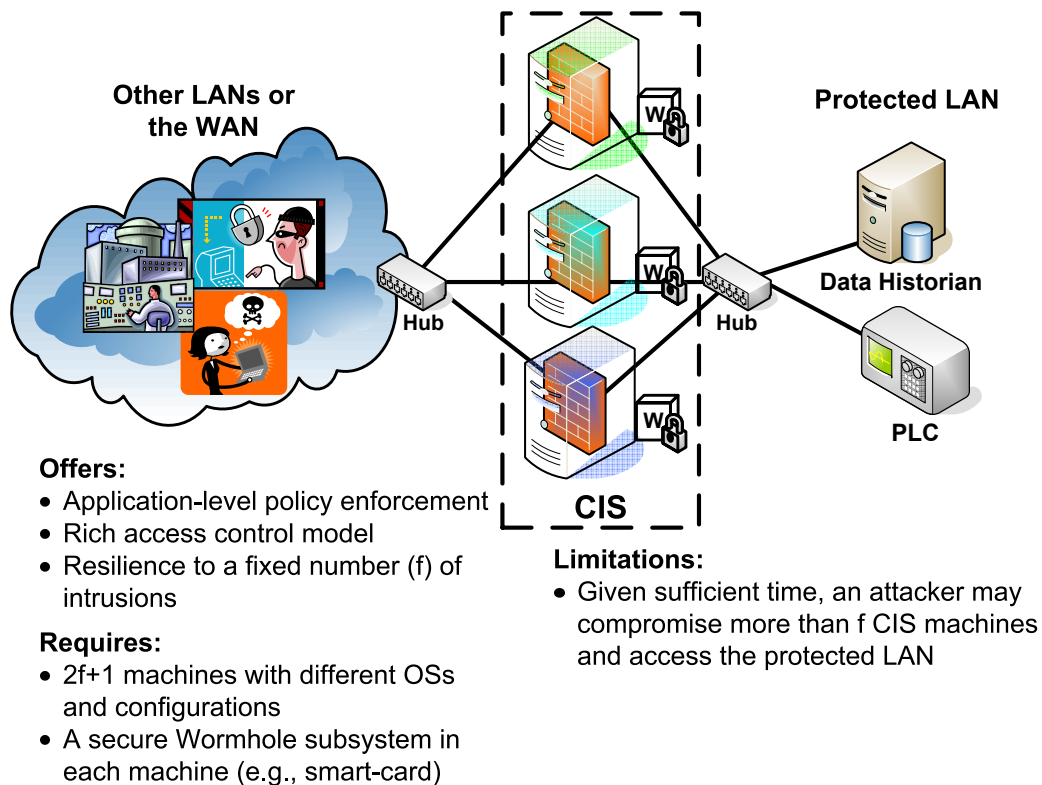 Other LANs or
the WAN
Protected LAN
W
W
W
Hub
Hub
Data Historian
PLC
CIS
Offers:
• Application-level policy enforcement
• Rich access control model
• Resilience to a fixed number (f) of
intrusions
Requires:
• 2f+1 machines with different OSs
and configurations
• A secure Wormhole subsystem in
each machine (e.g., smart-card)
Limitations:
• Given sufficient time, an attacker may
compromise more than f CIS machines
and access the protected LAN